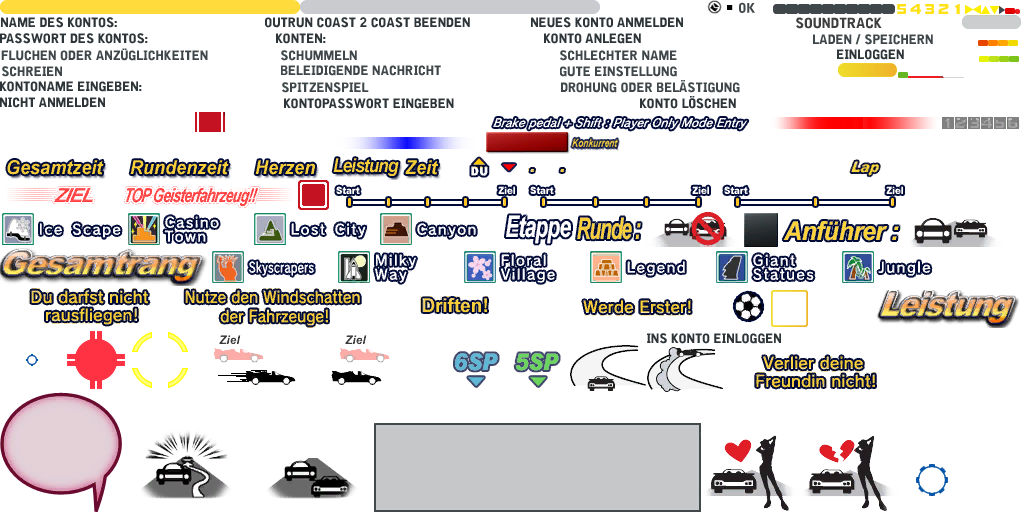 OK
5 4 3 2 1
NAME DES KONTOS:
OUTRUN COAST 2 COAST BEENDEN
NEUES KONTO ANMELDEN
SOUNDTRACK
PASSWORT DES KONTOS:
KONTEN:
KONTO ANLEGEN
LADEN / SPEICHERN
FLUCHEN ODER ANZÜGLICHKEITEN
SCHUMMELN
SCHLECHTER NAME
EINLOGGEN
SCHREIEN
BELEIDIGENDE NACHRICHT
GUTE EINSTELLUNG
KONTONAME EINGEBEN:
SPITZENSPIEL
DROHUNG ODER BELÄSTIGUNG
NICHT ANMELDEN
KONTOPASSWORT EINGEBEN
KONTO LÖSCHEN
Brake pedal + Shift : Player Only Mode Entry
1 2 3 4 5 6
Konkurrent
Gesamtzeit
Rundenzeit
Herzen
Leistung
Zeit
DU
Lap
ZIEL
TOP Geisterfahrzeug!!
Start
Ziel
Start
Ziel
Start
Ziel
Ice Scape
Casino
Town
Lost City
Canyon
Etappe
Runde:
Anführer:
Gesamtrang
Skyscrapers
Milky
Way
Floral
Village
Legend
Giant
Statues
Jungle
Du darfst nicht
rausfliegen!
Nutze den Windschatten
der Fahrzeuge!
Driften!
Werde Erster!
Leistung
Ziel
Ziel
INS KONTO EINLOGGEN
6SP
5SP
Verlier deine
Freundin nicht!